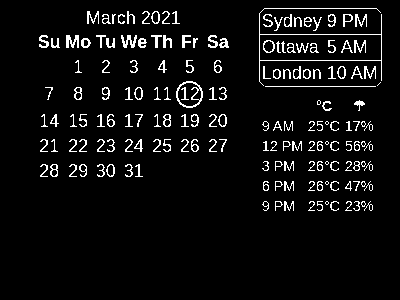 March 2021
Su Mo Tu We Th Fr Sa
1 2 3 4 5 6
7 8 9 10 11 12 13
14 15 16 17 18 19 20
21 22 23 24 25 26 27
28 29 30 31
Sydney 9 PM
Ottawa 5 AM
London 10 AM
°C ☂
9 AM 25°C 17%
12 PM 26°C 56%
3 PM 26°C 28%
6 PM 26°C 47%
9 PM 25°C 23%